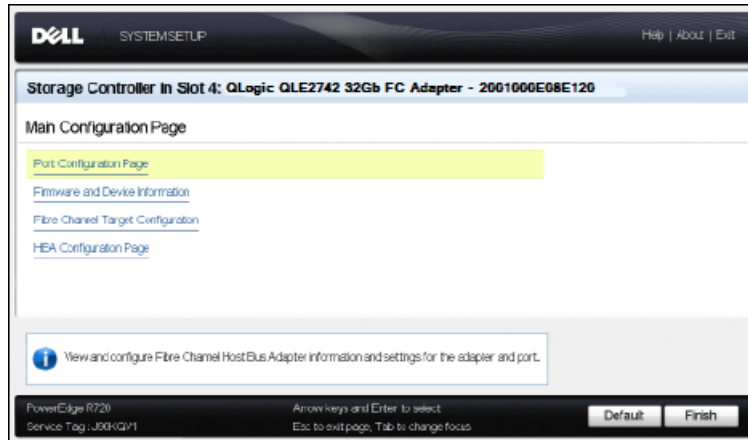 DELL SYSTEM SETUP Help | About | Exit
Storage Controller in Slot 4: QLogic QLE2742 32Gb FC Adapter - 2001000E08E120
Main Configuration Page
Port Configuration Page
Firmware and Device Information
Fibre Channel Target Configuration
HBA Configuration Page
View and configure Fibre Channel Host Bus Adapter information and settings for the adapter and port.
PowerEdge R720 Arrow keys and Enter to select
Service Tag : Esc to exit page, Tab to change focus
Default Finish